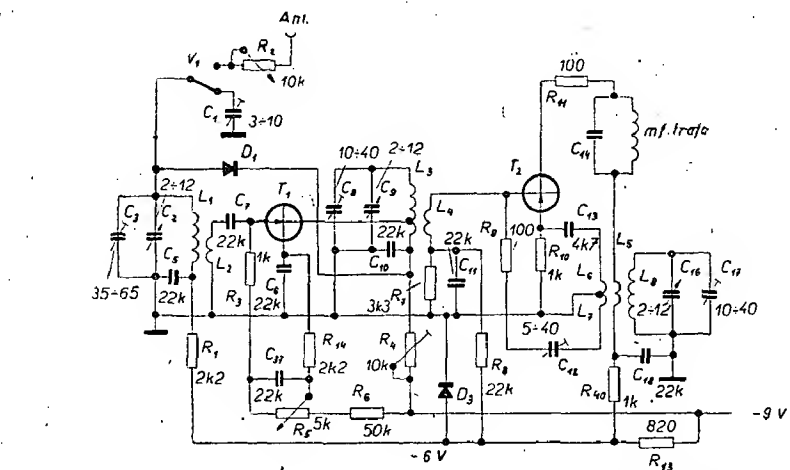 Ant.
V1
R2
10k
C1
3÷10
D1
100
R11
C14
mf. trafo
T2
10÷40
2÷12
L3
C8
C9
2÷12
L1
C7
T1
C3
C2
L4
22k
R9
100
C13
4k7
L5
C5
22k
L2
1k
R3
22k
C6
22k
C10
C11
R10
1k
L6
L7
L8
C16
C17
2÷12
10÷40
35÷65
R7
3k3
5÷40
C12
R1
2k2
R14
2k2
10k
R4
R8
22k
C18
22k
C37
22k
R6
50k
D3
R40
1k
R5
5k
-9 V
-6 V
820
R13